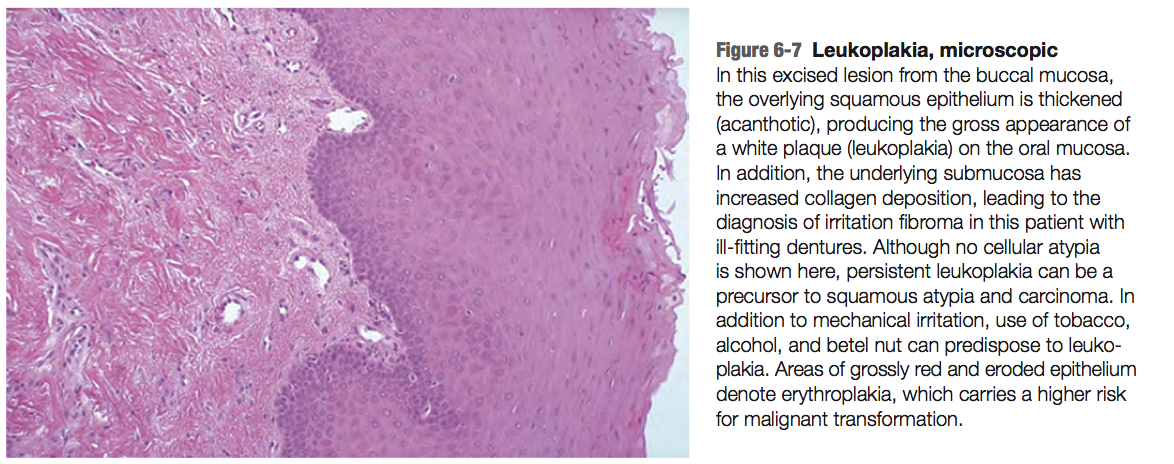 Figure 6-7 Leukoplakia, microscopic
In this excised lesion from the buccal mucosa,
the overlying squamous epithelium is thickened
(acanthotic), producing the gross appearance of
a white plaque (leukoplakia) on the oral mucosa.
In addition, the underlying submucosa has
increased collagen deposition, leading to the
diagnosis of irritation fibroma in this patient with
ill-fitting dentures. Although no cellular atypia
is shown here, persistent leukoplakia can be a
precursor to squamous atypia and carcinoma. In
addition to mechanical irritation, use of tobacco,
alcohol, and betel nut can predispose to leuko-
plakia. Areas of grossly red and eroded epithelium
denote erythroplakia, which carries a higher risk
for malignant transformation.